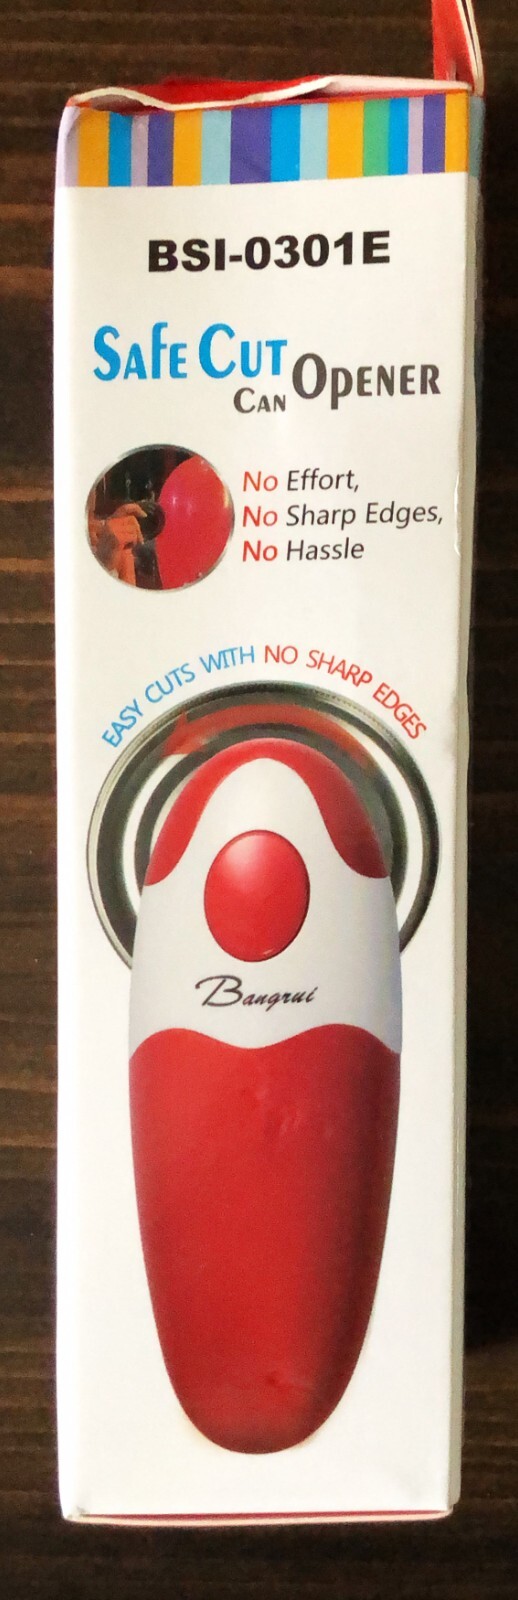 BSI-0301E
SAFE CUT
CAN OPENER
No Effort,
No Sharp Edges,
No Hassle
EASY CUTS WITH NO SHARP EDGES
Bangrui